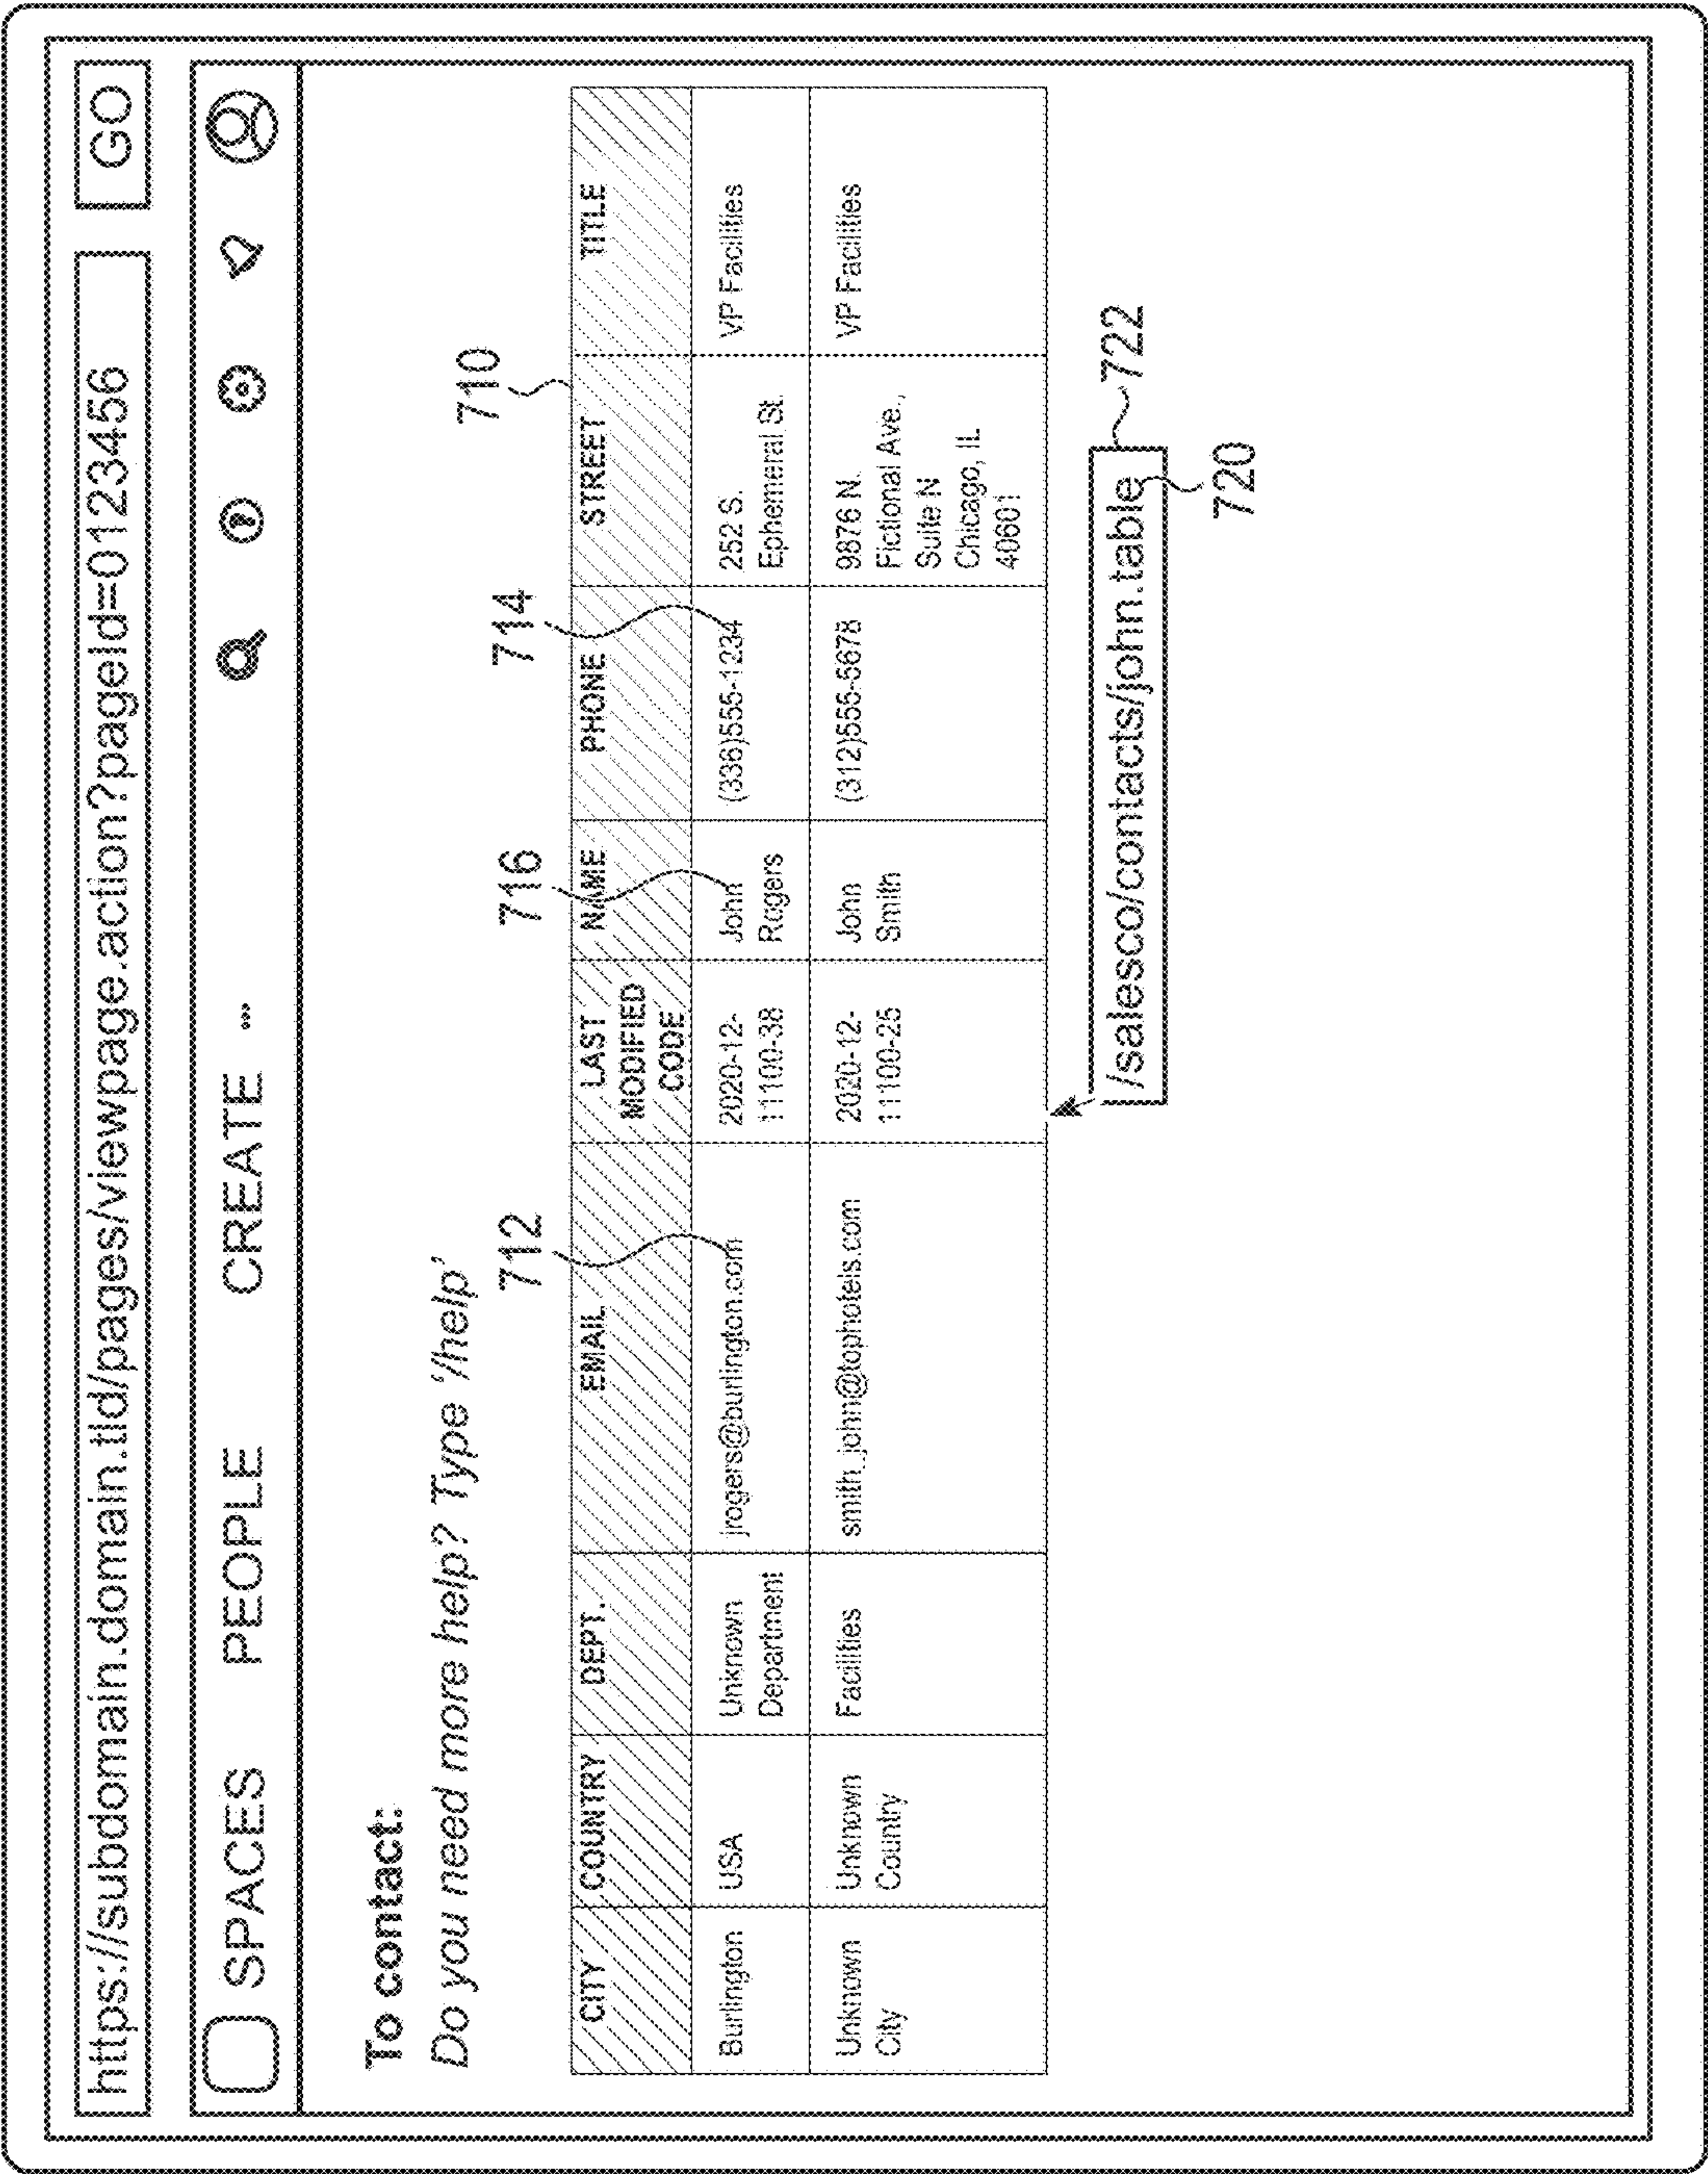 https://subdomain.domain.tld/pages/viewpage.action?pageId=0123456
GO
SPACES PEOPLE CREATE ...
To contact:
Do you need more help? Type '/help'
710
712
716
714
CITY COUNTRY DEPT. EMAIL LAST MODIFIED CODE NAME PHONE STREET TITLE
Burlington USA Unknown Department jrogers@burlington.com 2020-12-11100-38 John Rogers (336)555-1234 252 S. Ephemeral St. VP Facilities
Unknown City Unknown Country Facilities smith_john@tophotels.com 2020-12-11100-25 John Smith (312)555-5678 9876 N. Fictional Ave., Suite N Chicago, IL 40601 VP Facilities
/salesco/contacts/john.table
722
720